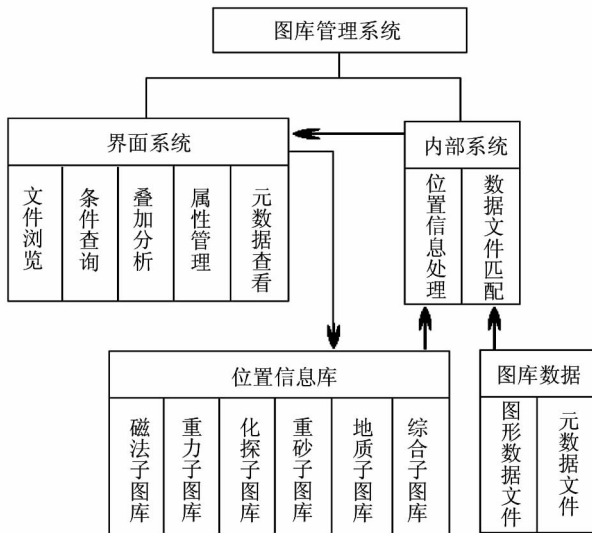 图库管理系统
界面系统
内部系统
文件浏览
条件查询
叠加分析
属性管理
元数据查看
位置信息处理
数据文件匹配
位置信息库
图库数据
磁法子图库
重力子图库
化探子图库
重砂子图库
地质子图库
综合子图库
图形数据文件
元数据文件